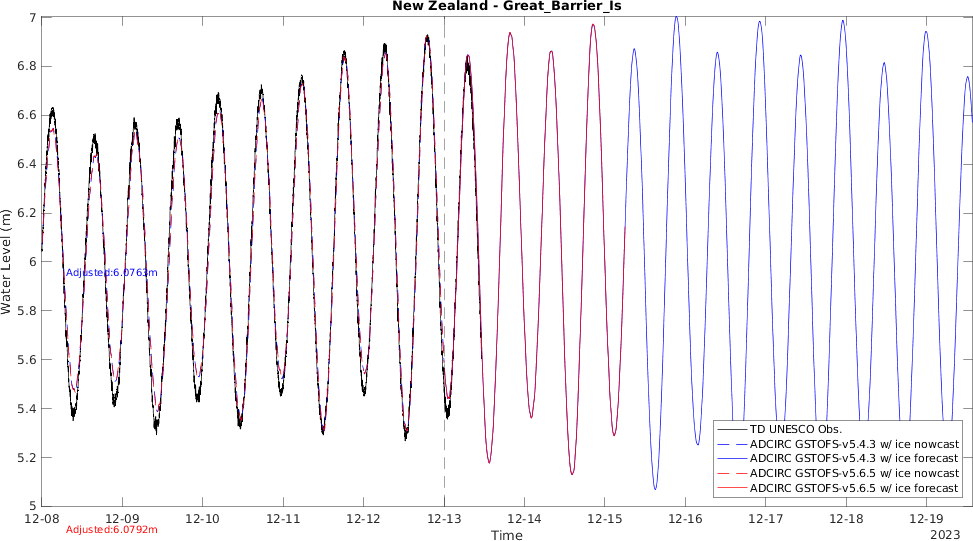 New Zealand - Great_Barrier_Is
7
6.8
6.6
6.4
6.2
6
5.8
5.6
5.4
5.2
5
Water Level (m)
Adjusted:6.0763m
Adjusted:6.0792m
TD UNESCO Obs.
ADCIRC GSTOFS-v5.4.3 w/ ice nowcast
ADCIRC GSTOFS-v5.4.3 w/ ice forecast
ADCIRC GSTOFS-v5.6.5 w/ ice nowcast
ADCIRC GSTOFS-v5.6.5 w/ ice forecast
12-08 12-09 12-10 12-11 12-12 12-13 12-14 12-15 12-16 12-17 12-18 12-19
Time
2023